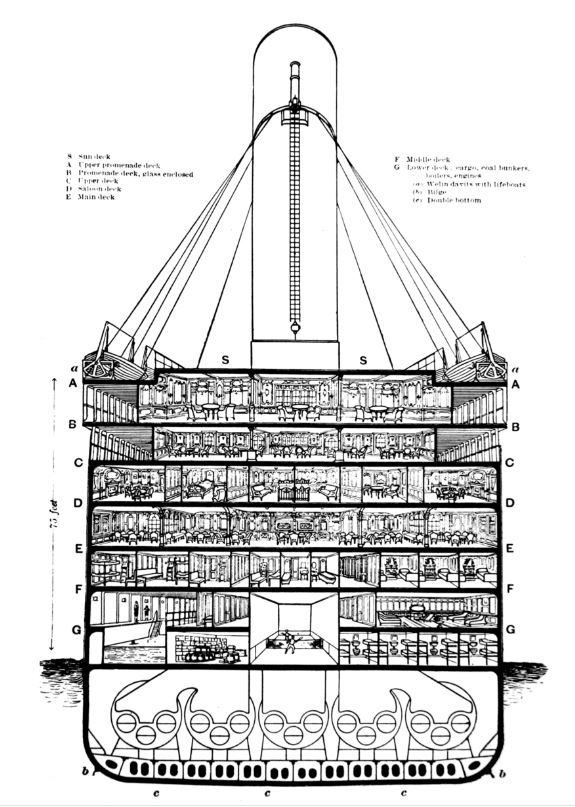 S Sun deck
A Upper promenade deck
B Promenade deck, glass enclosed
C Upper deck
D Saloon deck
E Main deck
F Middle deck
G Lower deck: cargo, coal bunkers,
boilers, engines
(a) Welin davits with lifeboats
(b) Bilge
(c) Double bottom
S S
a a
A A
B B
C C
D D
75 feet
E E
F F
G G
b b
c c c